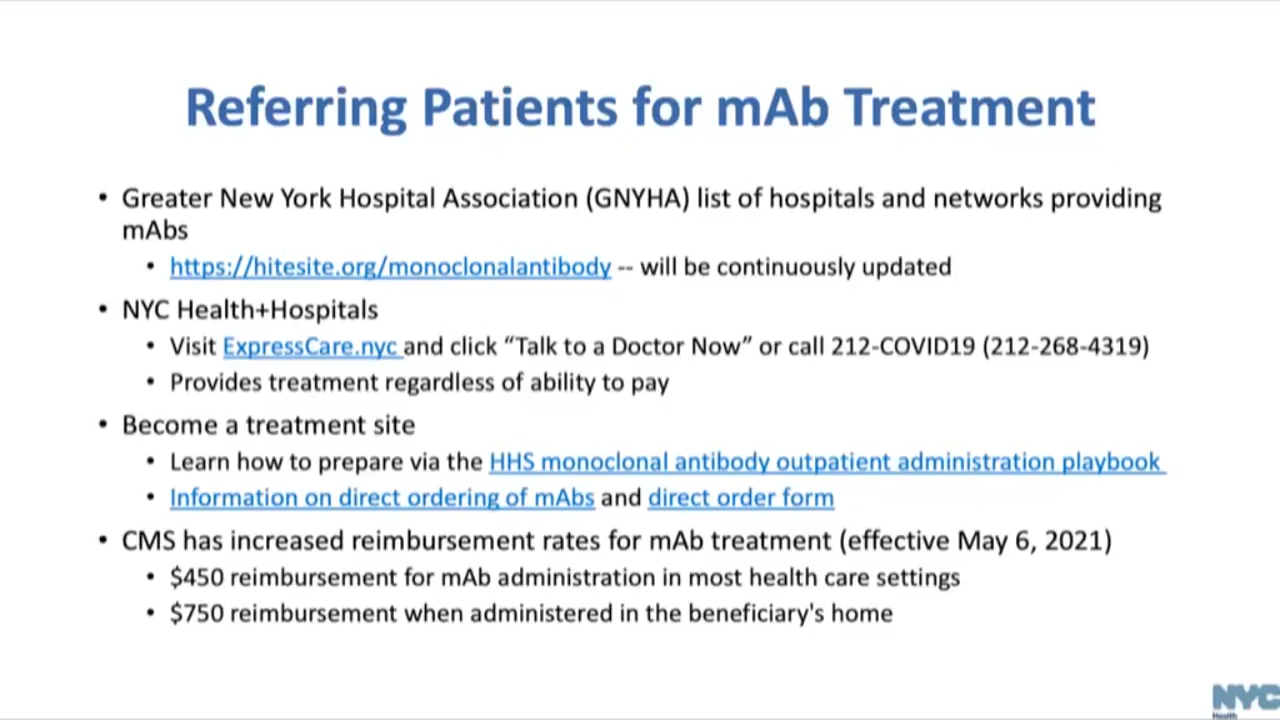 Referring Patients for mAb Treatment
• Greater New York Hospital Association (GNYHA) list of hospitals and networks providing
mAbs
• https://hitesite.org/monoclonalantibody -- will be continuously updated
• NYC Health+Hospitals
• Visit ExpressCare.nyc and click “Talk to a Doctor Now” or call 212-COVID19 (212-268-4319)
• Provides treatment regardless of ability to pay
• Become a treatment site
• Learn how to prepare via the HHS monoclonal antibody outpatient administration playbook
• Information on direct ordering of mAbs and direct order form
• CMS has increased reimbursement rates for mAb treatment (effective May 6, 2021)
• $450 reimbursement for mAb administration in most health care settings
• $750 reimbursement when administered in the beneficiary's home
NYC
Health